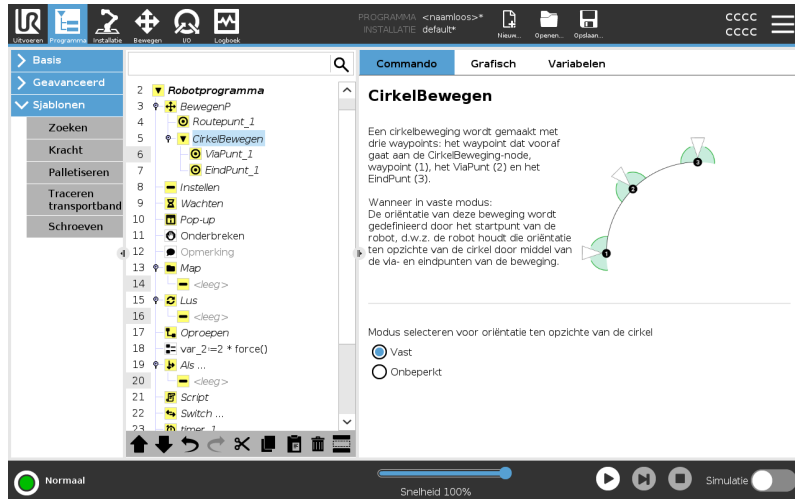 UR
PROGRAMMA <naamloos>*
INSTALLATIE default*
CCCC
CCCC
Uitvoeren Programma Installatie Bewegen I/O Logboek Nieuw... Openen... Opslaan...
Basis
Geavanceerd
Sjablonen
Zoeken
Kracht
Palletiseren
Traceren
transportband
Schroeven
2 Robotprogramma
3 BewegenP
4 Routepunt_1
5 CirkelBewegen
6 ViaPunt_1
7 EindPunt_1
8 Instellen
9 Wachten
10 Pop-up
11 Onderbreken
12 Opmerking
13 Map
14 <leeg>
15 Lus
16 <leeg>
17 Oproepen
18 var_2≔2 * force()
19 Als ...
20 <leeg>
21 Script
22 Switch ...
23 timer_1
Commando Grafisch Variabelen
CirkelBewegen
Een cirkelbeweging wordt gemaakt met
drie waypoints: het waypoint dat vooraf
gaat aan de CirkelBeweging-node,
waypoint (1), het ViaPunt (2) en het
EindPunt (3).
Wanneer in vaste modus:
De oriëntatie van deze beweging wordt
gedefinieerd door het startpunt van de
robot, d.w.z. de robot houdt die oriëntatie
ten opzichte van de cirkel door middel van
de via- en eindpunten van de beweging.
3
2
1
Modus selecteren voor oriëntatie ten opzichte van de cirkel
Vast
Onbeperkt
Normaal
Snelheid 100%
Simulatie